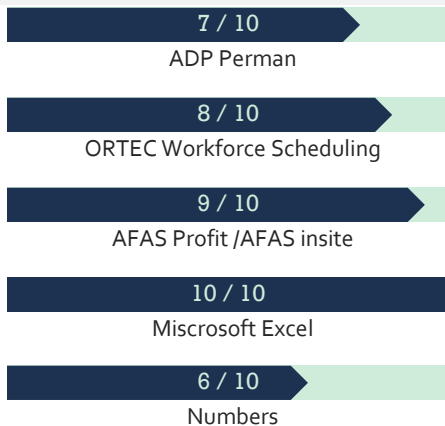 7 / 10
ADP Perman
8 / 10
ORTEC Workforce Scheduling
9 / 10
AFAS Profit /AFAS insite
10 / 10
Miscrosoft Excel
6 / 10
Numbers